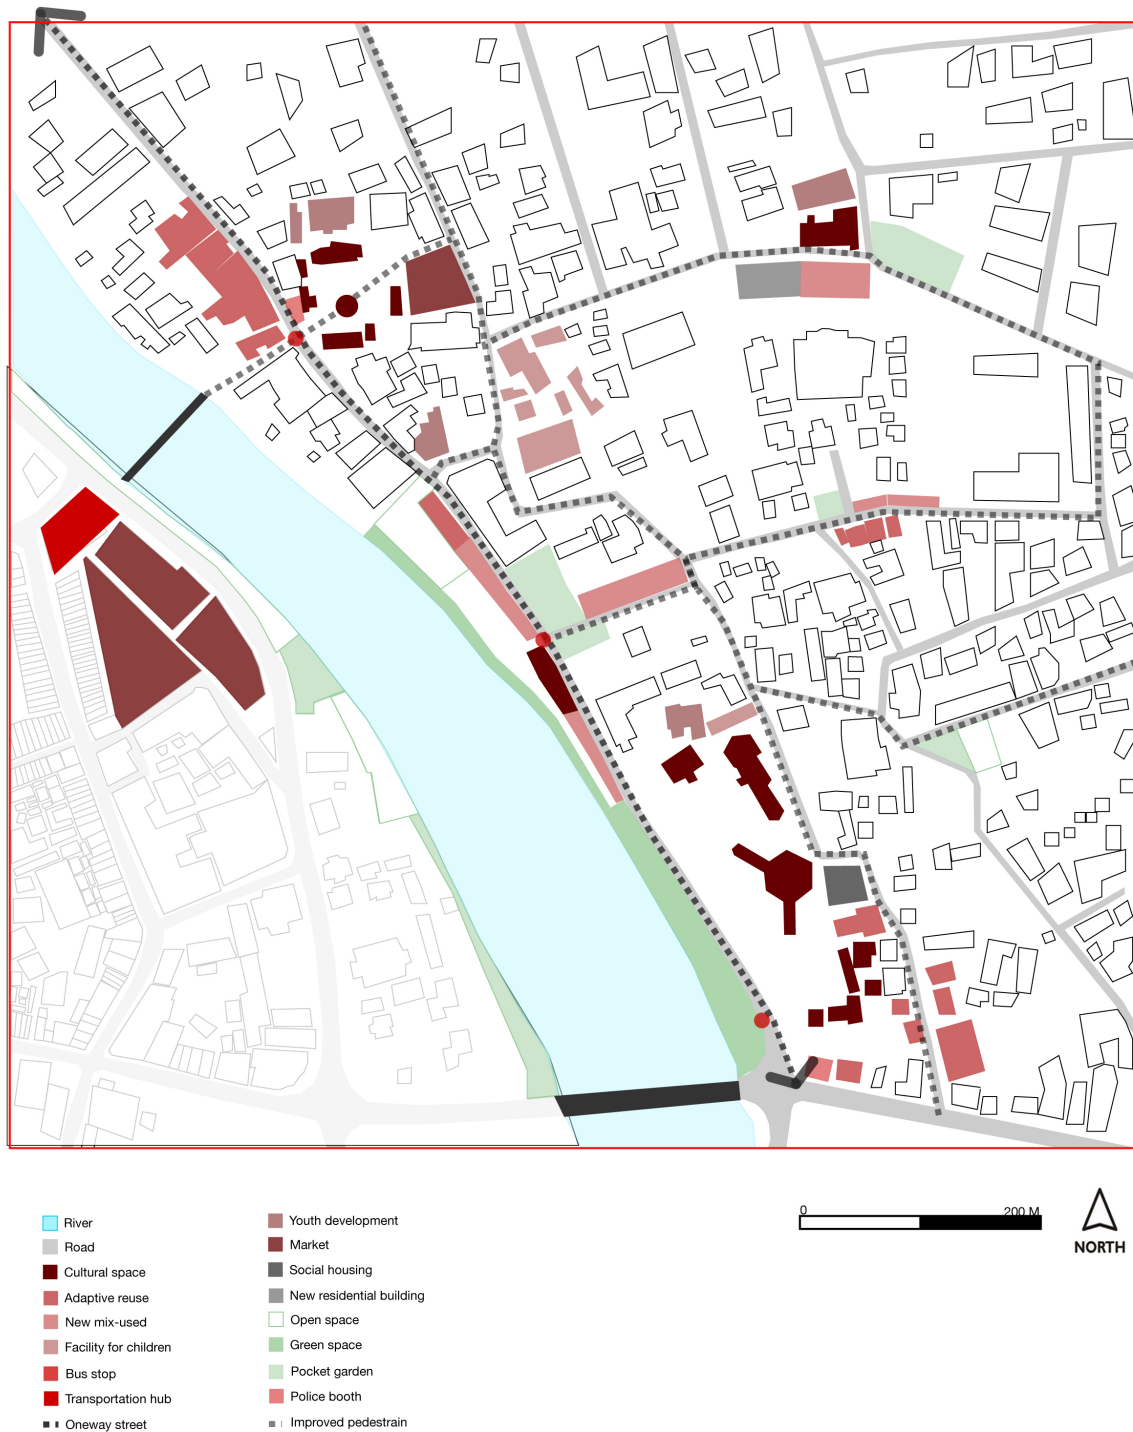 0
200 M
NORTH
River
Road
Cultural space
Adaptive reuse
New mix-used
Facility for children
Bus stop
Transportation hub
Oneway street
Youth development
Market
Social housing
New residential building
Open space
Green space
Pocket garden
Police booth
Improved pedestrain